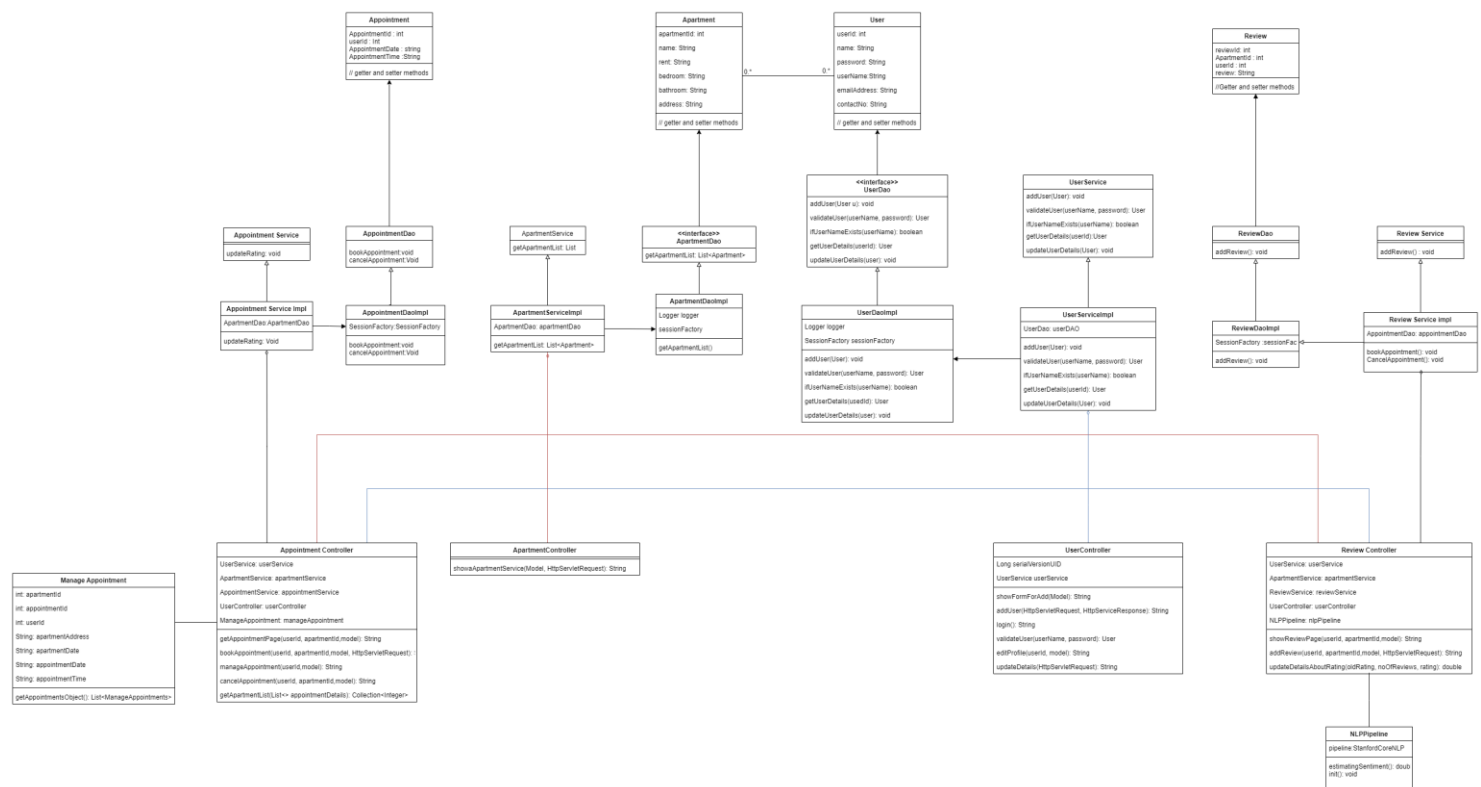 Appointment
AppointmentId : int
userId : Int
AppointmentDate : string
AppointmentTime :String
// getter and setter methods
Apartment
apartmentId: int
name: String
rent: String
bedroom: String
bathroom: String
address: String
// getter and setter methods
0.*
0.*
User
userId: int
name: String
password: String
userName:String
emailAddress: String
contactNo: String
// getter and setter methods
Review
reviewId: int
ApartmentId : int
userId : int
review: String
//Getter and setter methods
Appointment Service
updateRating: void
AppointmentDao
bookAppointment:void
cancelAppointment:Void
ApartmentService
getApartmentList: List
<<interface>>
ApartmentDao
getApartmentList: List<Apartment>
<<interface>>
UserDao
addUser(User u): void
validateUser(userName, password): User
ifUserNameExists(userName): boolean
getUserDetails(userId): User
updateUserDetails(user): void
UserService
addUser(User): void
validateUser(userName, password): User
ifUserNameExists(userName): boolean
getUserDetails(userId):User
updateUserDetails(User): void
ReviewDao
addReview(): void
Review Service
addReview() : void
Appointment Service Impl
ApartmentDao:ApartmentDao
updateRating: Void
AppointmentDaoImpl
SessionFactory:SessionFactory
bookAppointment:void
cancelAppointment:Void
ApartmentServiceImpl
ApartmentDao: apartmentDao
getApartmentList: List<Apartment>
ApartmentDaoImpl
Logger logger
sessionFactory
getApartmentList()
UserDaoImpl
Logger logger
SessionFactory sessionFactory
addUser(User): void
validateUser(userName, password): User
ifUserNameExists(userName): boolean
getUserDetails(usedId): User
updateUserDetails(user): void
UserServiceImpl
UserDao: userDAO
addUser(User): void
validateUser(userName, password): User
ifUserNameExists(userName): boolean
getUserDetails(userId): User
updateUserDetails(User): void
ReviewDaoImpl
SessionFactory :sessionFac
addReview(): void
Review Service impl
AppointmentDao: appointmentDao
bookAppointment(): void
CancelAppointment(): void
Manage Appointment
int: apartmentId
int: appointmentId
int: userId
String: apartmentAddress
String: apartmentDate
String: appointmentDate
String: appointmentTime
getAppointmentsObject(): List<ManageAppointments>
Appointment Controller
UserService: userService
ApartmentService: apartmentService
AppointmentService: appointmentService
UserController: userController
ManageAppointment: manageAppointment
getAppointmentPage(userId, apartmentId,model): String
bookAppointment(userId, apartmentId,model, HttpServletRequest):
manageAppointment(userId,model): String
cancelAppointment(userId, apartmentId,model): String
getApartmentList(List<> appointmentDetails): Collection<Integer>
ApartmentController
showaApartmentService(Model, HttpServletRequest): String
UserController
Long serialVersionUID
UserService userService
showFormForAdd(Model): String
addUser(HttpServletRequest, HttpServiceResponse): String
login(): String
validateUser(userName, password): User
editProfile(userId, model): String
updateDetails(HttpServletRequest): String
Review Controller
UserService: userService
ApartmentService: apartmentService
ReviewService: reviewService
UserController: userController
NLPPipeline: nlpPipeline
showReviewPage(userId, apartmentId,model): String
addReview(userId, apartmentId,model, HttpServletRequest): String
updateDetailsAboutRating(oldRating, noOfReviews, rating): double
NLPPipeline
pipeline:StanfordCoreNLP
estimatingSentiment(): doub
init(): void